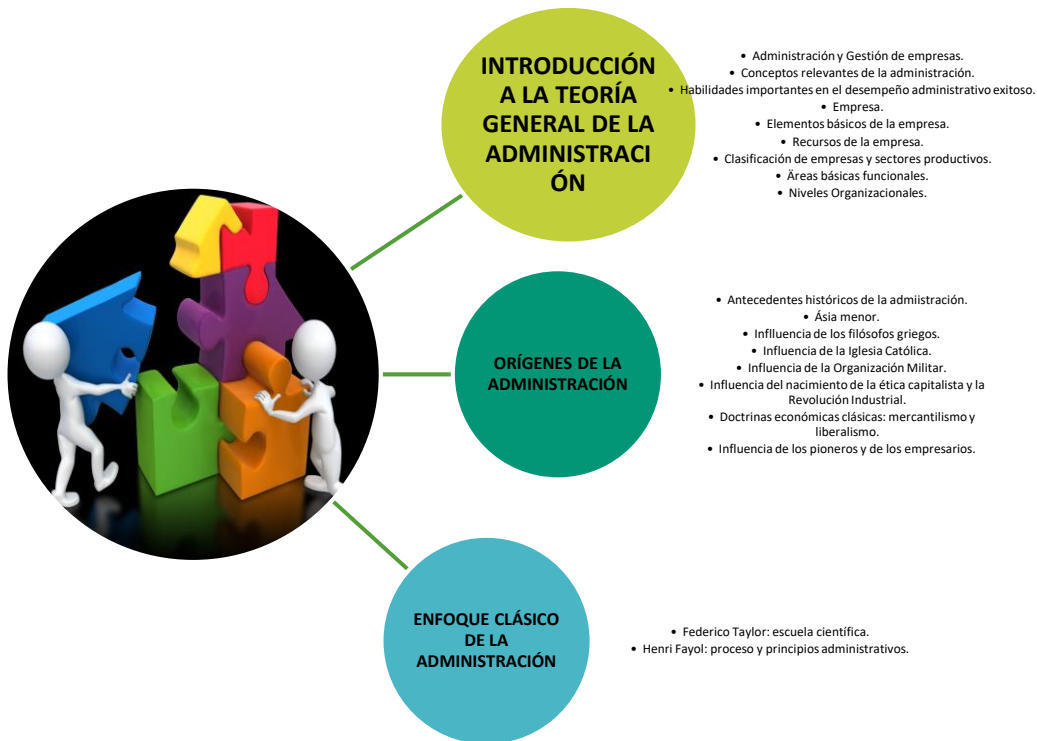 INTRODUCCIÓN
A LA TEORÍA
GENERAL DE LA
ADMINISTRACI
ÓN
• Administración y Gestión de empresas.
• Conceptos relevantes de la administración.
• Habilidades importantes en el desempeño administrativo exitoso.
• Empresa.
• Elementos básicos de la empresa.
• Recursos de la empresa.
• Clasificación de empresas y sectores productivos.
• Äreas básicas funcionales.
• Niveles Organizacionales.
ORÍGENES DE LA
ADMINISTRACIÓN
• Antecedentes históricos de la admiistración.
• Ásia menor.
• Inflluencia de los filósofos griegos.
• Influencia de la Iglesia Católica.
• Influencia de la Organización Militar.
• Influencia del nacimiento de la ética capitalista y la
Revolución Industrial.
• Doctrinas económicas clásicas: mercantilismo y
liberalismo.
• Influencia de los pioneros y de los empresarios.
ENFOQUE CLÁSICO
DE LA
ADMINISTRACIÓN
• Federico Taylor: escuela científica.
• Henri Fayol: proceso y principios administrativos.